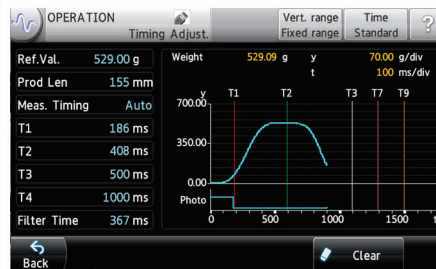 OPERATION
Timing Adjust.
Vert. range
Fixed range
Time
Standard
?
Ref.Val. 529.00 g
Prod Len 155 mm
Meas. Timing Auto
T1 186 ms
T2 408 ms
T3 500 ms
T4 1000 ms
Filter Time 367 ms
Weight 529.09 g y 70.00 g/div
t 100 ms/div
y T1 T2 T3 T7 T9
700.00
350.00
0.00
Photo
0 500 1000 1500 t
Back
Clear